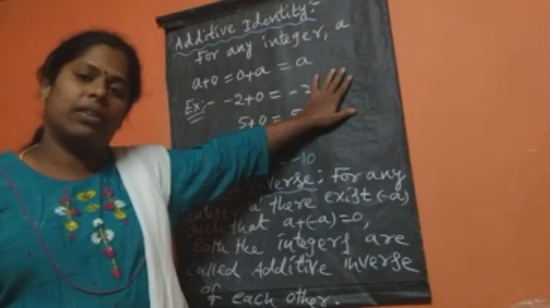 Additive Identity:-
For any integer, a
a+0 = 0+a = a
Ex:- -2+0 = -2
5+0 = 5
= -10
inverse: For any
integer a there exist (-a)
such that a+(-a)=0,
Both the integers are
called Additive inverse
of each other.